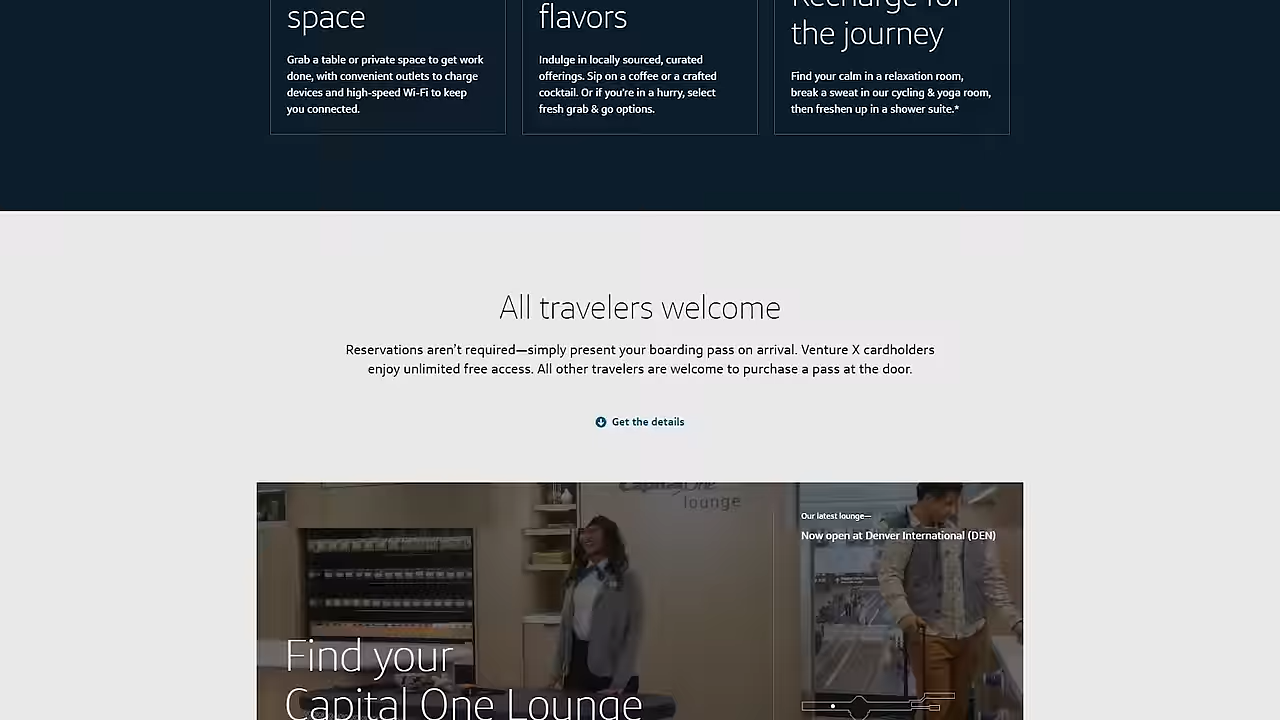 space
Grab a table or private space to get work
done, with convenient outlets to charge
devices and high-speed Wi-Fi to keep
you connected.
flavors
Indulge in locally sourced, curated
offerings. Sip on a coffee or a crafted
cocktail. Or if you're in a hurry, select
fresh grab & go options.
Recharge for
the journey
Find your calm in a relaxation room,
break a sweat in our cycling & yoga room,
then freshen up in a shower suite.*
All travelers welcome
Reservations aren't required—simply present your boarding pass on arrival. Venture X cardholders
enjoy unlimited free access. All other travelers are welcome to purchase a pass at the door.
Get the details
Capital One
lounge
Our latest lounge—
Now open at Denver International (DEN)
Find your
Capital One Lounge